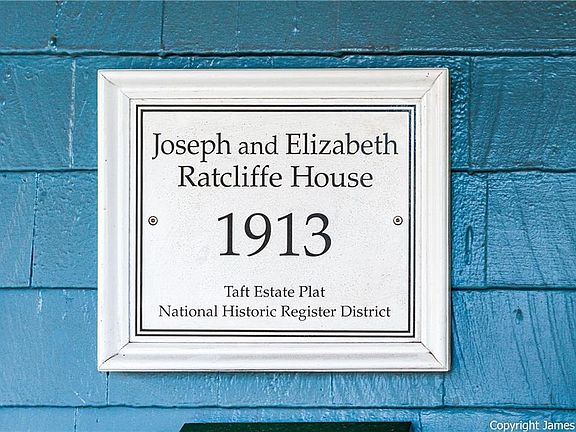 Joseph and Elizabeth
Ratcliffe House
1913
Taft Estate Plat
National Historic Register District
Copyright James